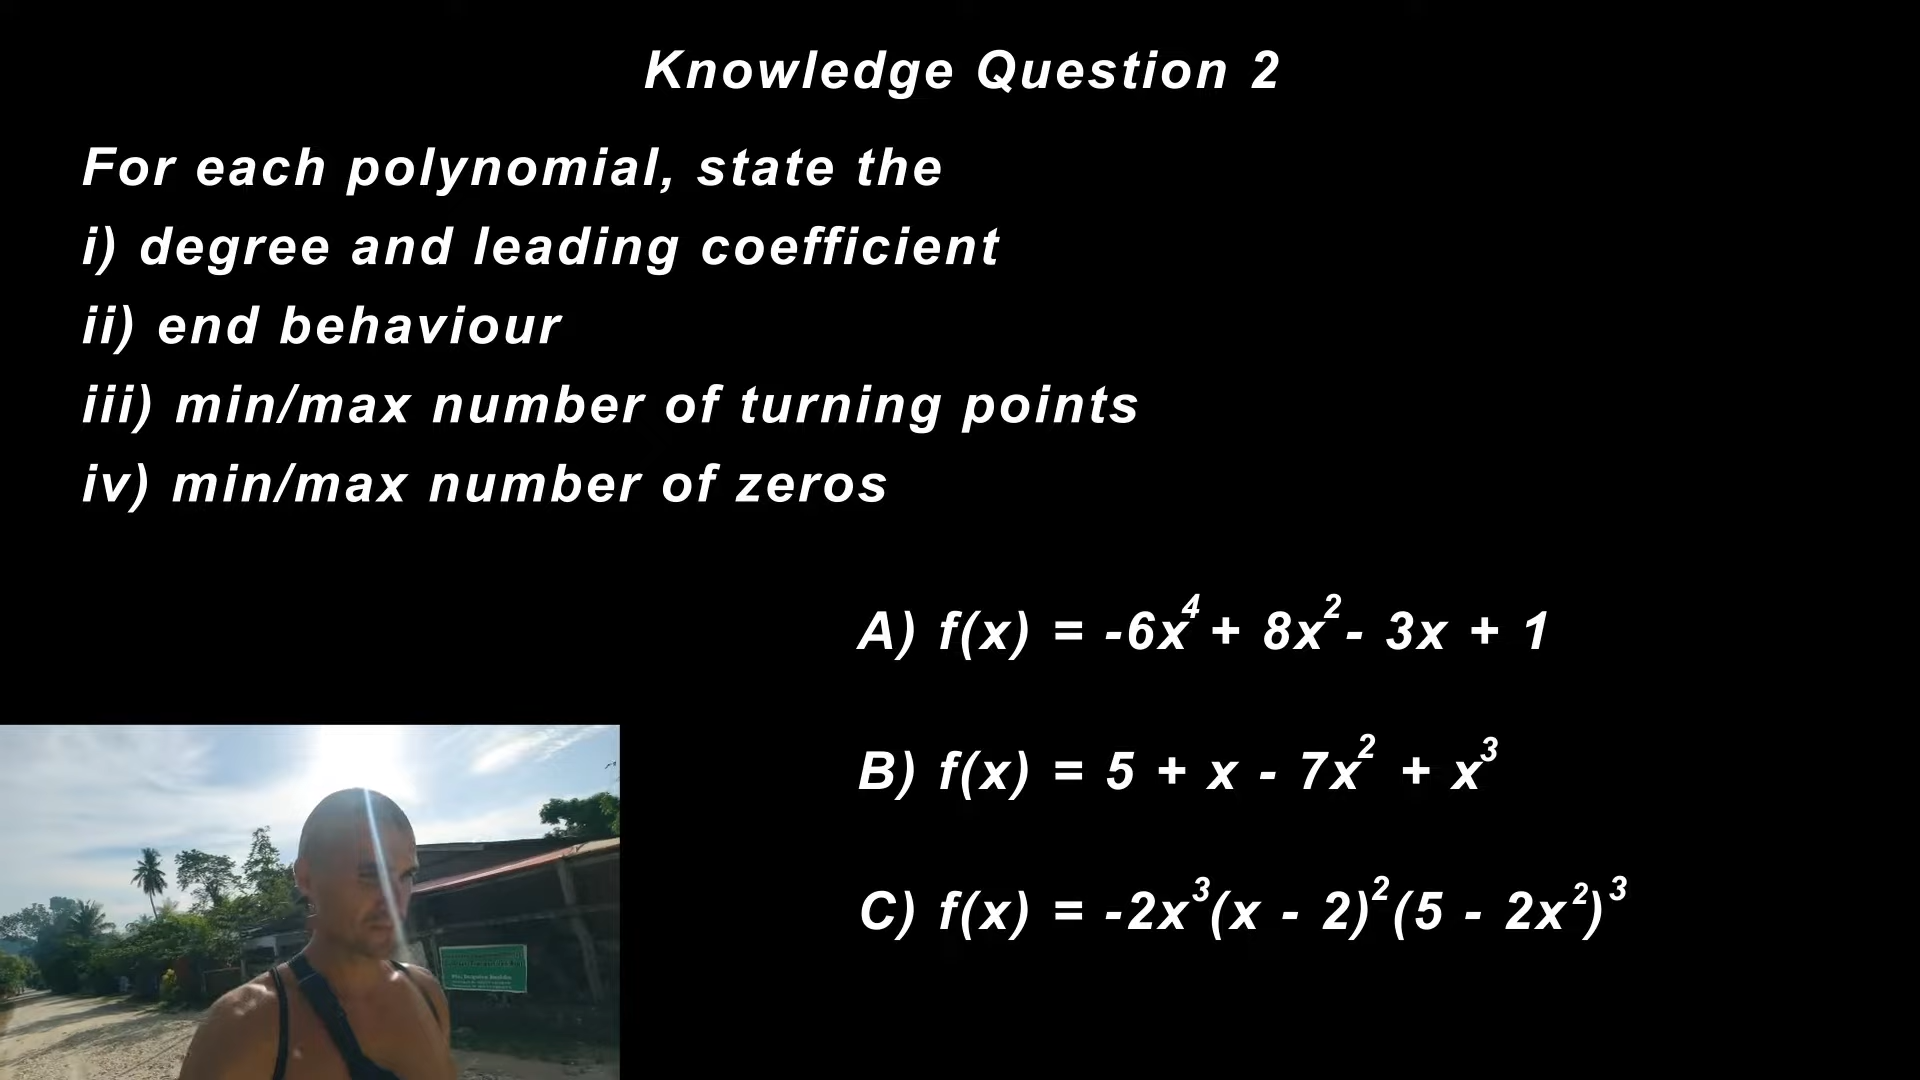 Knowledge Question 2
For each polynomial, state the
i) degree and leading coefficient
ii) end behaviour
iii) min/max number of turning points
iv) min/max number of zeros
A) f(x) = -6x⁴ + 8x² - 3x + 1
B) f(x) = 5 + x - 7x² + x³
C) f(x) = -2x³(x - 2)²(5 - 2x²)³